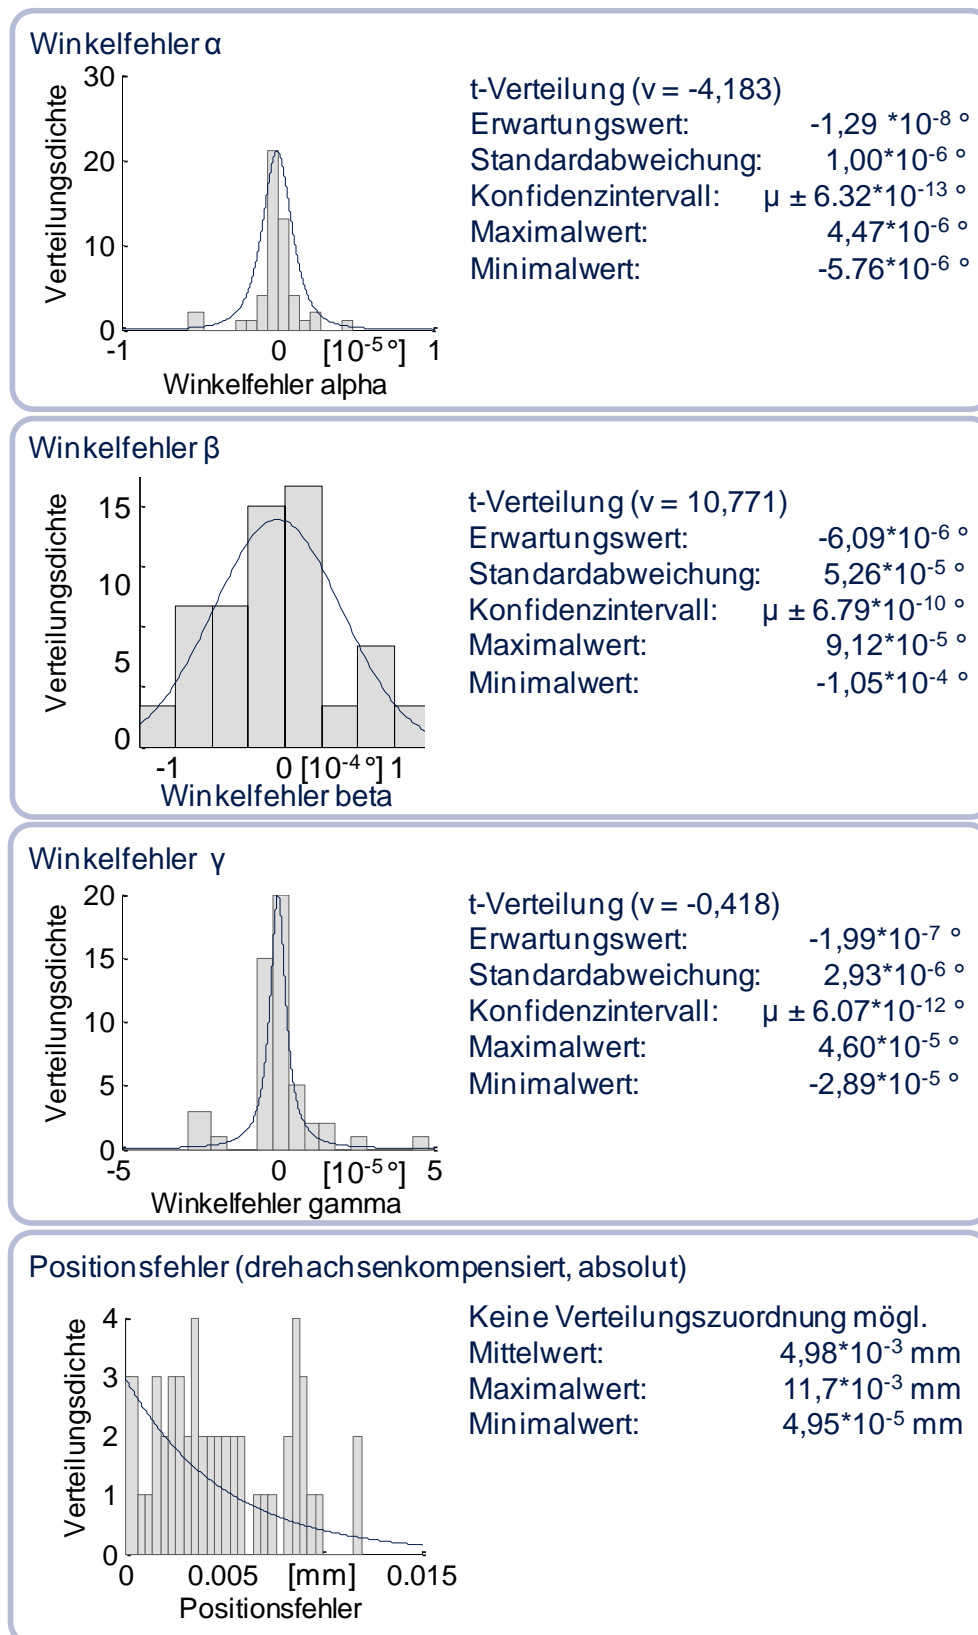 Winkelfehler α
Verteilungsdichte
30
20
10
0
-1 0 [10⁻⁵ °] 1
Winkelfehler alpha
t-Verteilung (v = -4,183)
Erwartungswert: -1,29 *10⁻⁸ °
Standardabweichung: 1,00*10⁻⁶ °
Konfidenzintervall: µ ± 6.32*10⁻¹³ °
Maximalwert: 4,47*10⁻⁶ °
Minimalwert: -5.76*10⁻⁶ °
Winkelfehler β
Verteilungsdichte
15
10
5
0
-1 0 [10⁻⁴ °] 1
Winkelfehler beta
t-Verteilung (v = 10,771)
Erwartungswert: -6,09*10⁻⁶ °
Standardabweichung: 5,26*10⁻⁵ °
Konfidenzintervall: µ ± 6.79*10⁻¹⁰ °
Maximalwert: 9,12*10⁻⁵ °
Minimalwert: -1,05*10⁻⁴ °
Winkelfehler γ
Verteilungsdichte
20
15
10
5
0
-5 0 [10⁻⁵ °] 5
Winkelfehler gamma
t-Verteilung (v = -0,418)
Erwartungswert: -1,99*10⁻⁷ °
Standardabweichung: 2,93*10⁻⁶ °
Konfidenzintervall: µ ± 6.07*10⁻¹² °
Maximalwert: 4,60*10⁻⁵ °
Minimalwert: -2,89*10⁻⁵ °
Positionsfehler (drehachsenkompensiert, absolut)
Verteilungsdichte
4
3
2
1
0
0 0.005 [mm] 0.015
Positionsfehler
Keine Verteilungszuordnung mögl.
Mittelwert: 4,98*10⁻³ mm
Maximalwert: 11,7*10⁻³ mm
Minimalwert: 4,95*10⁻⁵ mm